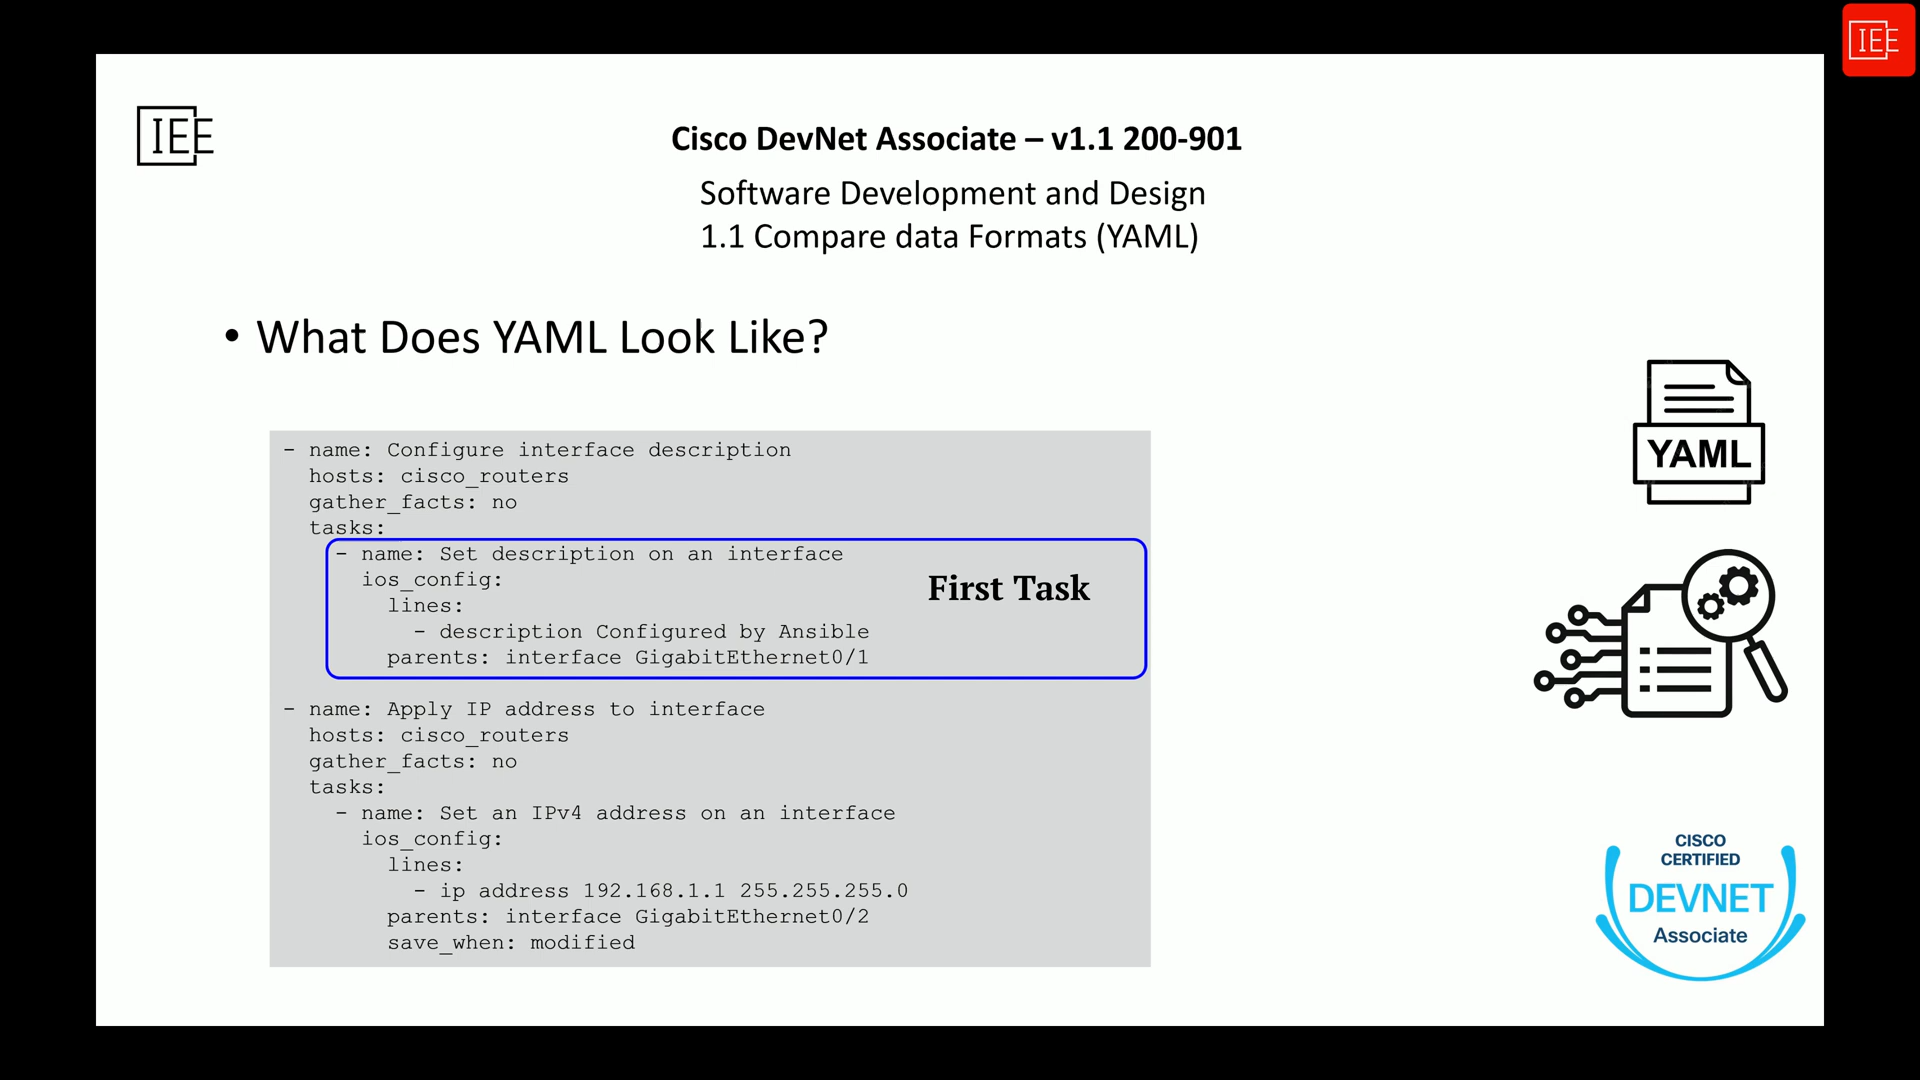 IEE
IEE
Cisco DevNet Associate – v1.1 200-901
Software Development and Design
1.1 Compare data Formats (YAML)
• What Does YAML Look Like?
- name: Configure interface description
  hosts: cisco_routers
  gather_facts: no
  tasks:
    - name: Set description on an interface
      ios_config:
First Task
        lines:
          - description Configured by Ansible
        parents: interface GigabitEthernet0/1
- name: Apply IP address to interface
  hosts: cisco_routers
  gather_facts: no
  tasks:
    - name: Set an IPv4 address on an interface
      ios_config:
        lines:
          - ip address 192.168.1.1 255.255.255.0
        parents: interface GigabitEthernet0/2
        save_when: modified
YAML
CISCO
CERTIFIED
DEVNET
Associate